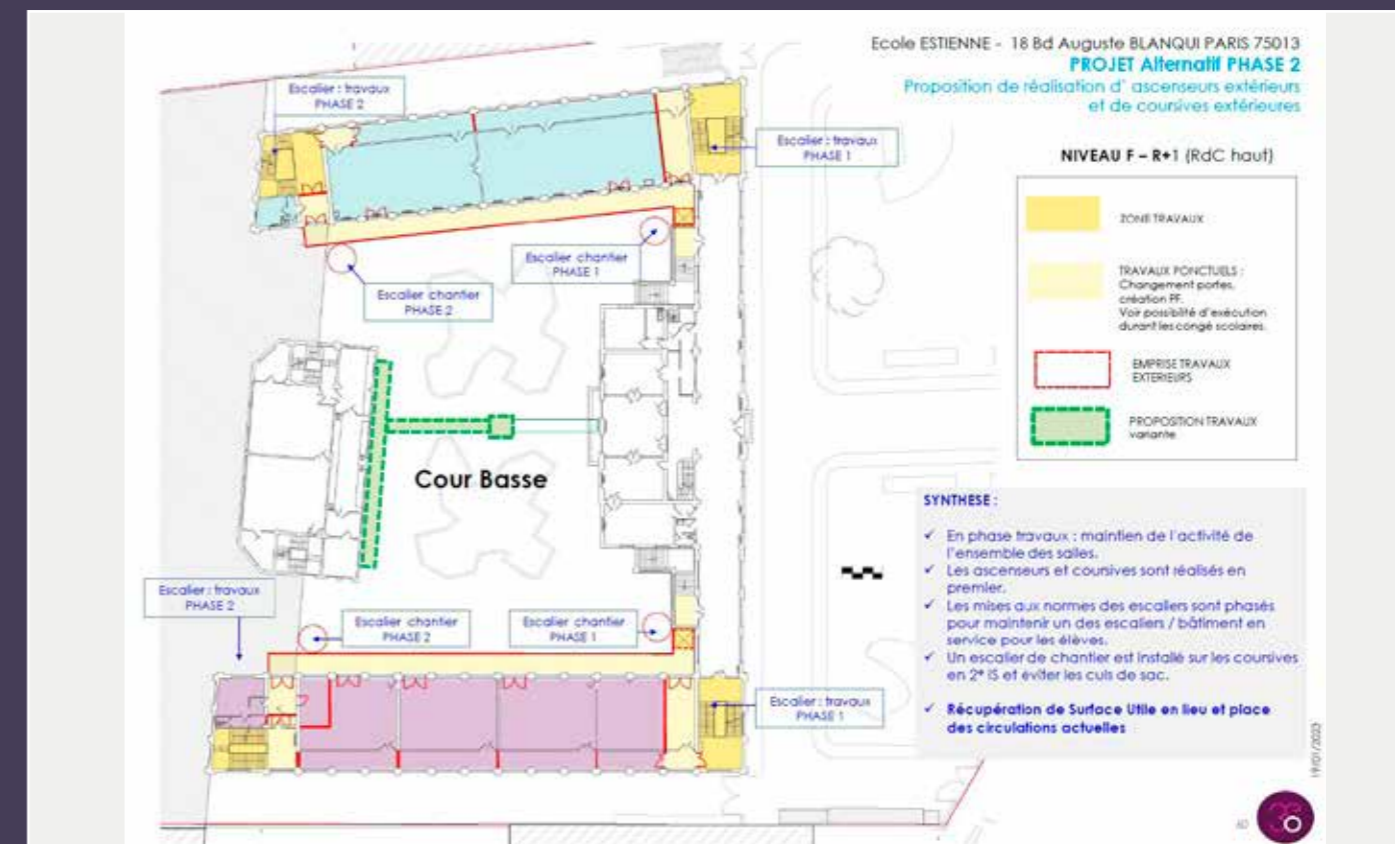 Ecole ESTIENNE - 18 Bd Auguste BLANQUI PARIS 75013
PROJET Alternatif PHASE 2
Proposition de réalisation d' ascenseurs extérieurs
et de coursives extérieures
NIVEAU F – R+1 (RdC haut)
ZONE TRAVAUX
TRAVAUX PONCTUELS :
Changement portes,
création PF.
Voir possibilité d'exécution
durant les congé scolaires.
EMPRISE TRAVAUX
EXTERIEURS
PROPOSITION TRAVAUX
variante
Escalier : travaux
PHASE 2
Escalier : travaux
PHASE 1
Escalier chantier
PHASE 1
Escalier chantier
PHASE 2
Cour Basse
Escalier : travaux
PHASE 2
Escalier chantier
PHASE 2
Escalier chantier
PHASE 1
Escalier : travaux
PHASE 1
SYNTHESE :
✓ En phase travaux : maintien de l'activité de
l'ensemble des salles.
✓ Les ascenseurs et coursives sont réalisés en
premier.
✓ Les mises aux normes des escaliers sont phasés
pour maintenir un des escaliers / bâtiment en
service pour les élèves.
✓ Un escalier de chantier est installé sur les coursives
en 2ᵉ IS et éviter les culs de sac.
✓ Récupération de Surface Utile en lieu et place
des circulations actuelles
19/01/2023
60